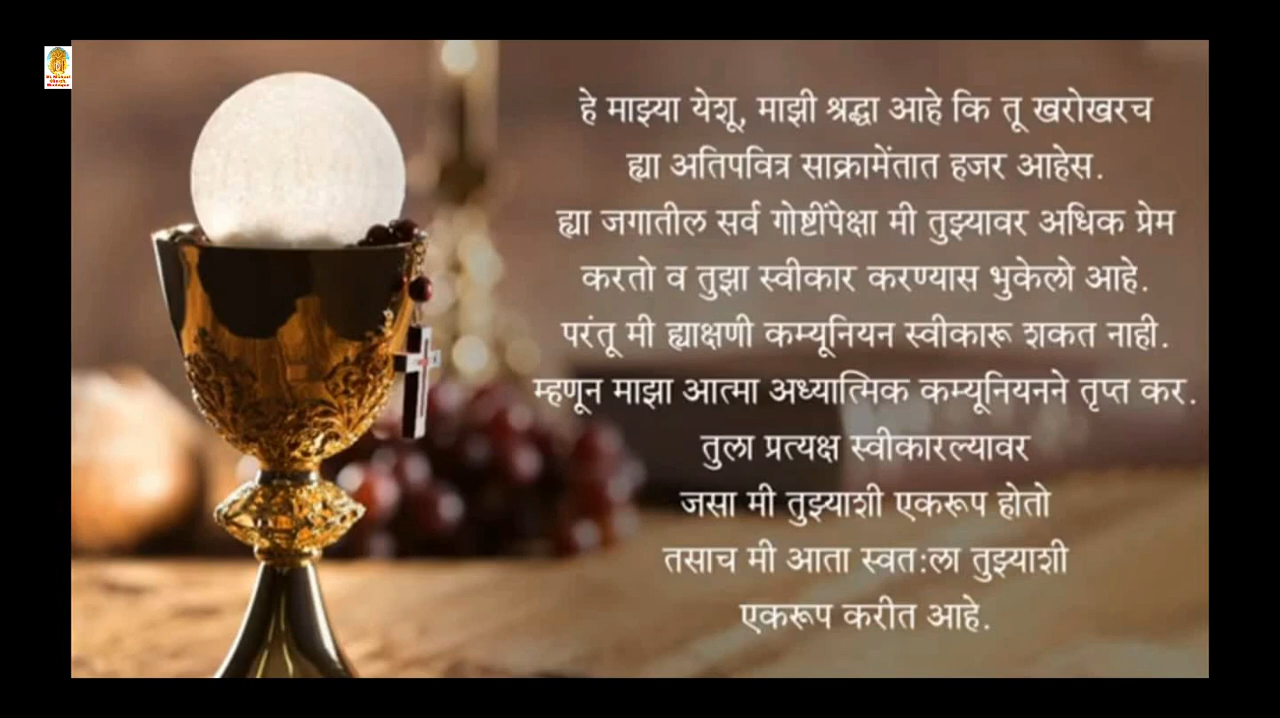 हे माझ्या येशू, माझी श्रद्धा आहे कि तू खरोखरच
ह्या अतिपवित्र साक्रामेंतात हजर आहेस.
ह्या जगातील सर्व गोष्टींपेक्षा मी तुझ्यावर अधिक प्रेम
करतो व तुझा स्वीकार करण्यास भुकेलो आहे.
परंतू मी ह्याक्षणी कम्यूनियन स्वीकारू शकत नाही.
म्हणून माझा आत्मा अध्यात्मिक कम्यूनियनने तृप्त कर.
तुला प्रत्यक्ष स्वीकारल्यावर
जसा मी तुझ्याशी एकरूप होतो
तसाच मी आता स्वत:ला तुझ्याशी
एकरूप करीत आहे.